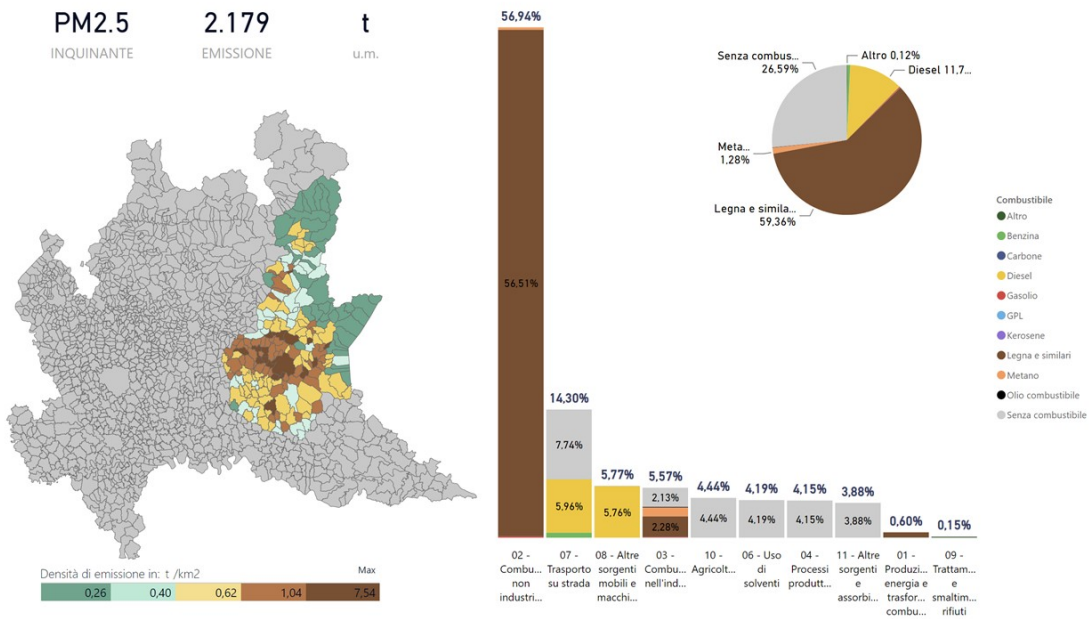 PM2.5
2.179
t
INQUINANTE
EMISSIONE
u.m.
Densità di emissione in: t /km2
Max
0,26
0,40
0,62
1,04
7,54
56,94%
56,51%
14,30%
7,74%
5,96%
5,77%
5,76%
5,57%
2,13%
2,28%
4,44%
4,44%
4,19%
4,19%
4,15%
4,15%
3,88%
3,88%
0,60%
0,15%
02 -
Combu...
non
industri...
07 -
Trasporto
su strada
08 - Altre
sorgenti
mobili e
macchi...
03 -
Combu...
nell'ind...
10 -
Agricolt...
06 - Uso
di
solventi
04 -
Processi
produtt...
11 - Altre
sorgenti
e
assorbi...
01 -
Produzi...
energia e
trasfor...
combu...
09 -
Trattam...
e
smaltim...
rifiuti
Senza combus...
26,59%
Altro 0,12%
Diesel 11,7...
Meta...
1,28%
Legna e simila...
59,36%
Combustibile
Altro
Benzina
Carbone
Diesel
Gasolio
GPL
Kerosene
Legna e similari
Metano
Olio combustibile
Senza combustibile